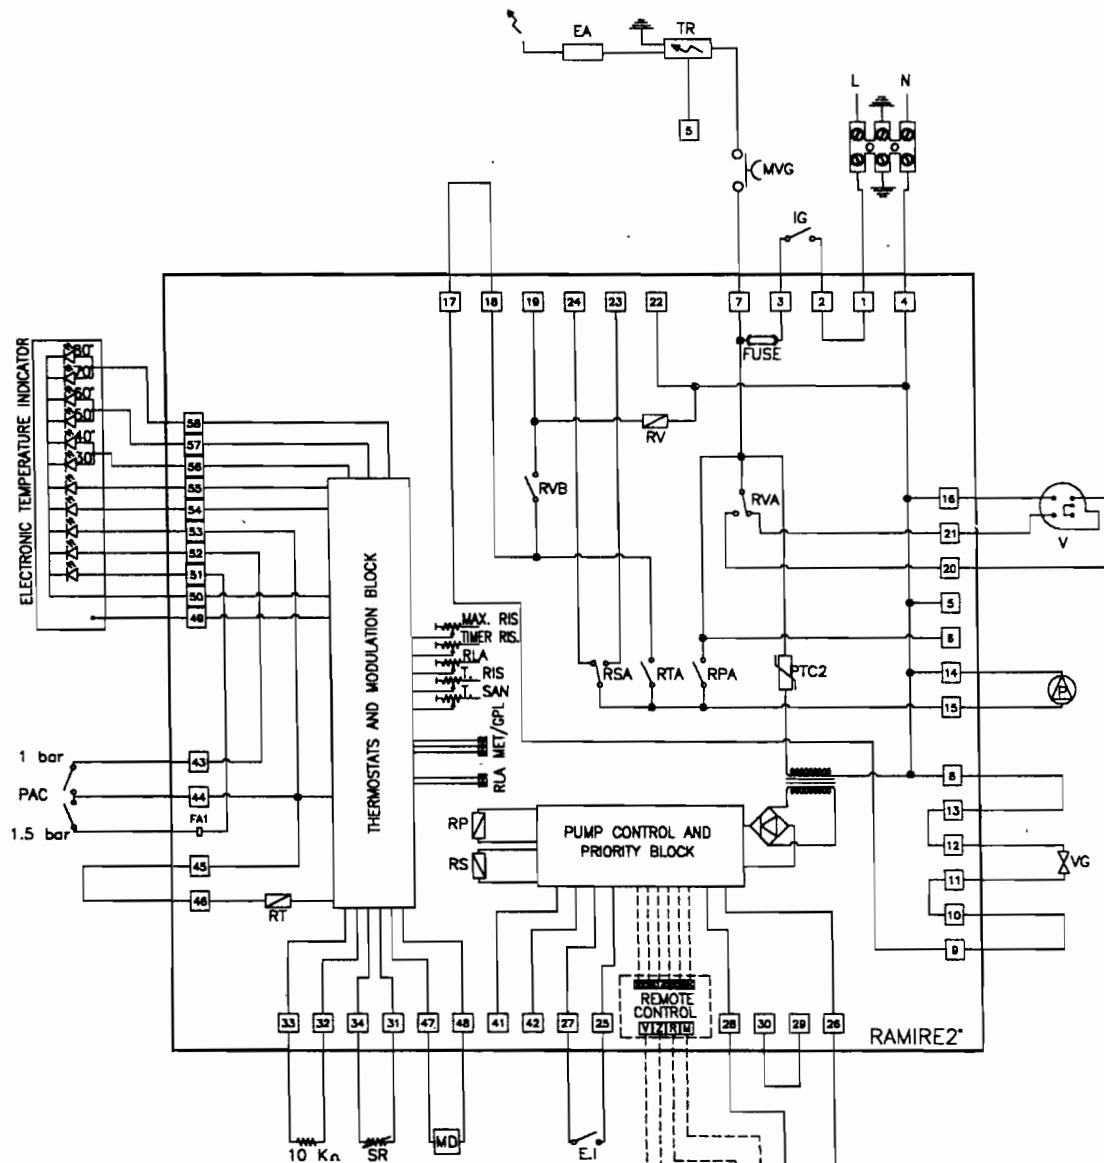 EA
TR
5
L N
MVG
IG
17 18 19 24 23 22 7 3 2 1 4
FUSE
ELECTRONIC TEMPERATURE INDICATOR
80°
70°
60°
50°
40°
30°
58
57
56
55
54
53
52
51
50
49
RV
RVB
RVA
16
21
20
5
6
14
15
V
P
THERMOSTATS AND MODULATION BLOCK
MAX. RIS
TIMER RIS.
RLA
T. RIS
T. SAN
MET/GPL
RLA
RSA RTA RPA PTC2
1 bar
PAC
1.5 bar
43
44
FA1
45
46
RT
RP
RS
PUMP CONTROL AND
PRIORITY BLOCK
8
13
12
11
10
9
VG
REMOTE
CONTROL
V Z R M
33 32 34 31 47 48 41 42 27 25 28 30 29 26
RAMIRE2*
10 KΩ SR MD E.I